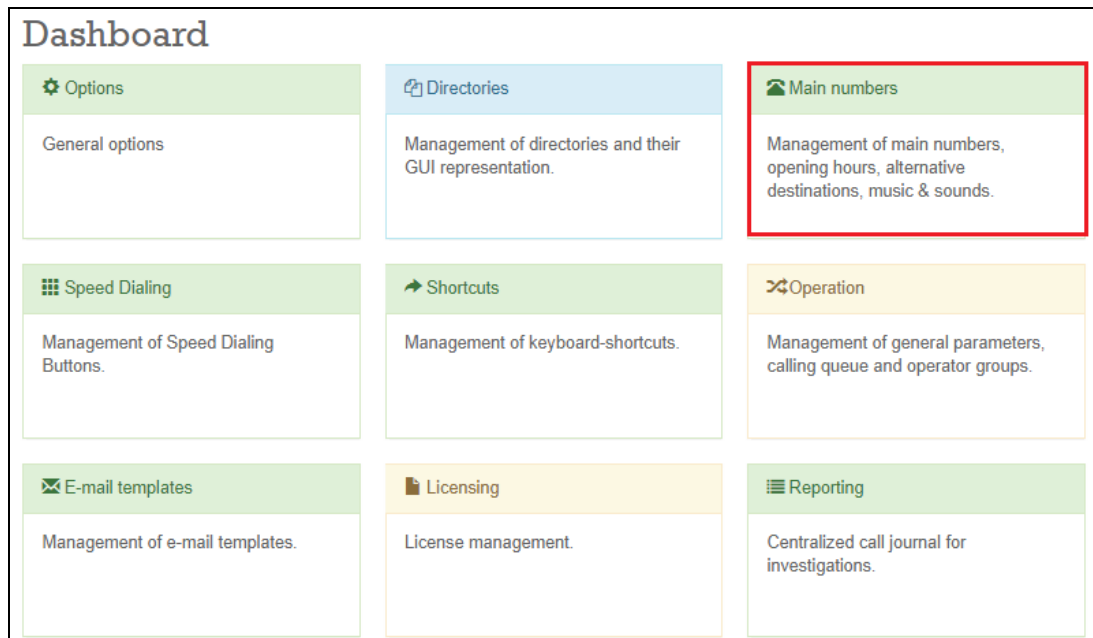 Dashboard
Options
General options
Directories
Management of directories and their
GUI representation.
Main numbers
Management of main numbers,
opening hours, alternative
destinations, music & sounds.
Speed Dialing
Management of Speed Dialing
Buttons.
Shortcuts
Management of keyboard-shortcuts.
Operation
Management of general parameters,
calling queue and operator groups.
E-mail templates
Management of e-mail templates.
Licensing
License management.
Reporting
Centralized call journal for
investigations.